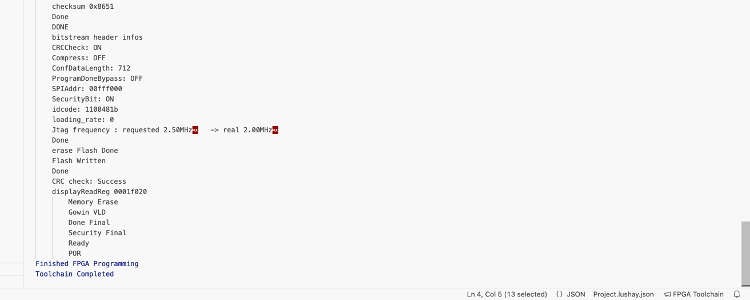 checksum 0x8651
Done
DONE
bitstream header infos
CRCCheck: ON
Compress: OFF
ConfDataLength: 712
ProgramDoneBypass: OFF
SPIAddr: 00fff000
SecurityBit: ON
idcode: 1100481b
loading_rate: 0
Jtag frequency : requested 2.50MHz -> real 2.00MHz
Done
erase Flash Done
Flash Written
Done
CRC check: Success
displayReadReg 0001f020
Memory Erase
Gowin VLD
Done Final
Security Final
Ready
POR
Finished FPGA Programming
Toolchain Completed
Ln 4, Col 5 (13 selected) {} JSON Project.lushay.json FPGA Toolchain